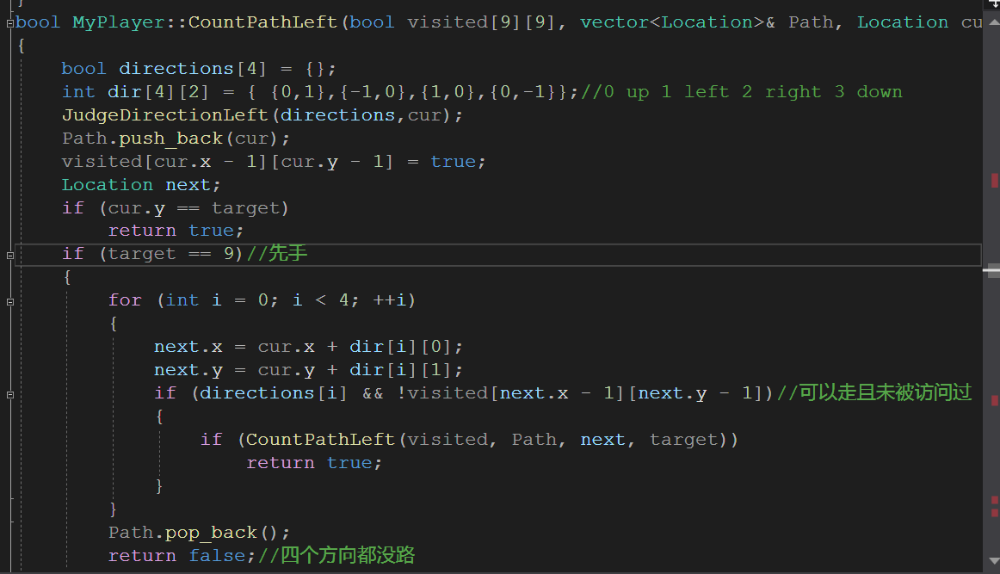 bool MyPlayer::CountPathLeft(bool visited[9][9], vector<Location>& Path, Location cu
{
bool directions[4] = {};
int dir[4][2] = { {0,1},{-1,0},{1,0},{0,-1}};//0 up 1 left 2 right 3 down
JudgeDirectionLeft(directions,cur);
Path.push_back(cur);
visited[cur.x - 1][cur.y - 1] = true;
Location next;
if (cur.y == target)
return true;
if (target == 9)//先手
{
for (int i = 0; i < 4; ++i)
{
next.x = cur.x + dir[i][0];
next.y = cur.y + dir[i][1];
if (directions[i] && !visited[next.x - 1][next.y - 1])//可以走且未被访问过
{
if (CountPathLeft(visited, Path, next, target))
return true;
}
}
Path.pop_back();
return false;//四个方向都没路